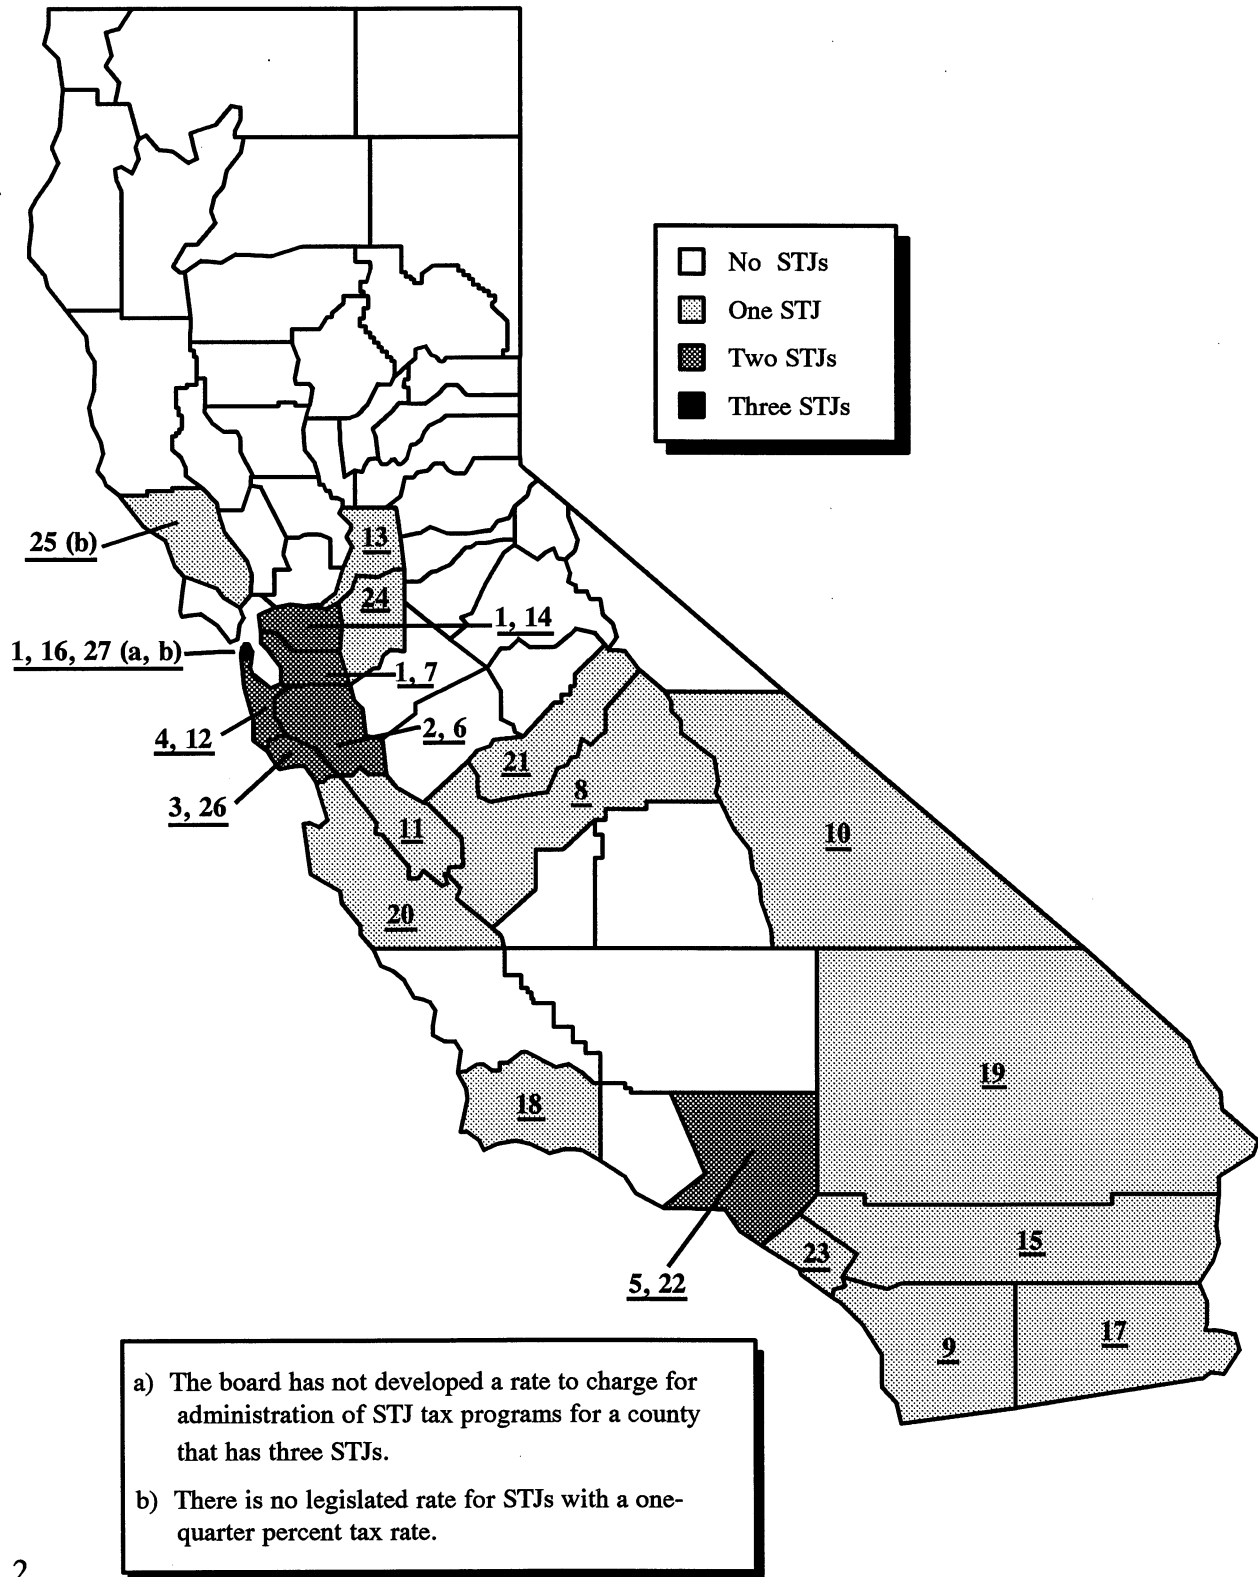 No STJs
One STJ
Two STJs
Three STJs
25 (b)
13
24
1, 14
1, 16, 27 (a, b)
1, 7
4, 12
2, 6
21
3, 26
8
11
10
20
19
18
23
15
5, 22
17
9
a) The board has not developed a rate to charge for
administration of STJ tax programs for a county
that has three STJs.
b) There is no legislated rate for STJs with a one-
quarter percent tax rate.
2